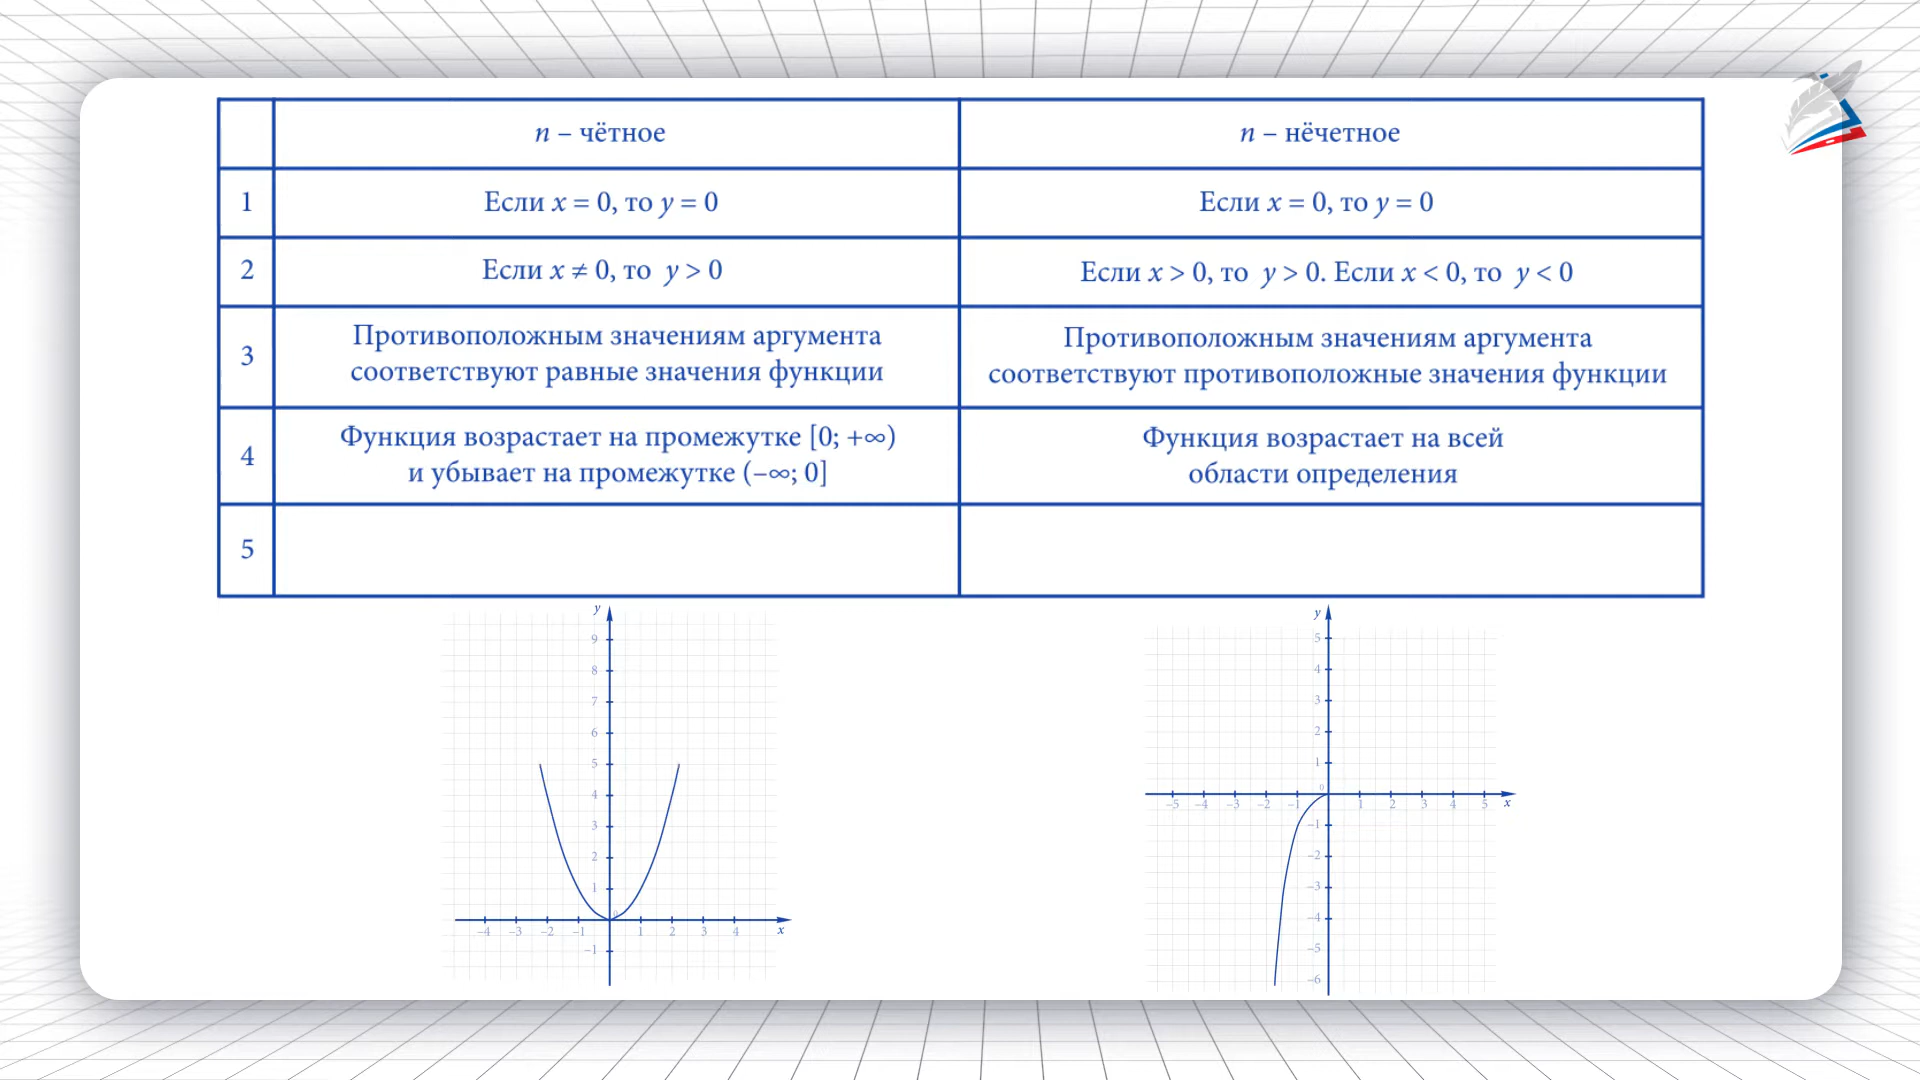 n – чётное
n – нёчетное
1
Если x = 0, то y = 0
Если x = 0, то y = 0
2
Если x ≠ 0, то y > 0
Если x > 0, то y > 0. Если x < 0, то y < 0
3
Противоположным значениям аргумента
соответствуют равные значения функции
Противоположным значениям аргумента
соответствуют противоположные значения функции
4
Функция возрастает на промежутке [0; +∞)
и убывает на промежутке (–∞; 0]
Функция возрастает на всей
области определения
5
y
9
8
7
6
5
4
3
2
1
0
–4 –3 –2 –1 1 2 3 4 x
–1
y
5
4
3
2
1
0
–5 –4 –3 –2 –1 1 2 3 4 5 x
–1
–2
–3
–4
–5
–6